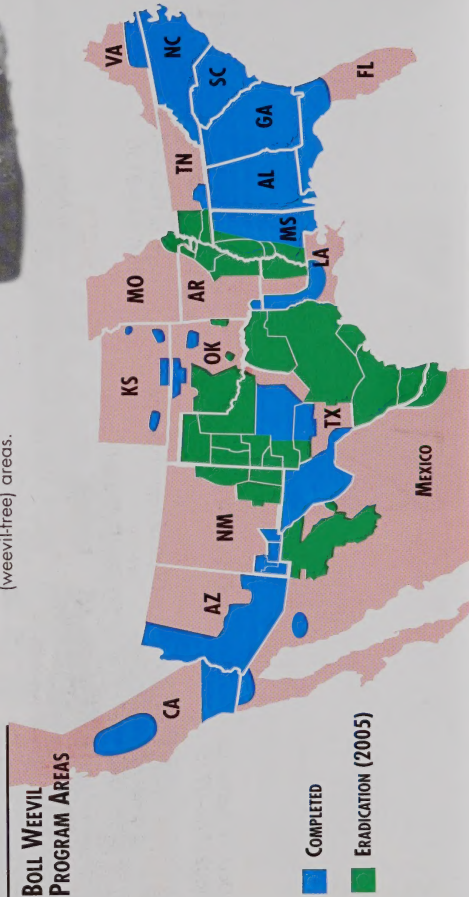 (weevil-tree) areas.
BOLL WEEVIL
PROGRAM AREAS
VA
NC
SC
TN
GA
AL
MS
FL
MO
AR
LA
KS
OK
TX
NM
AZ
CA
MEXICO
COMPLETED
ERADICATION (2005)